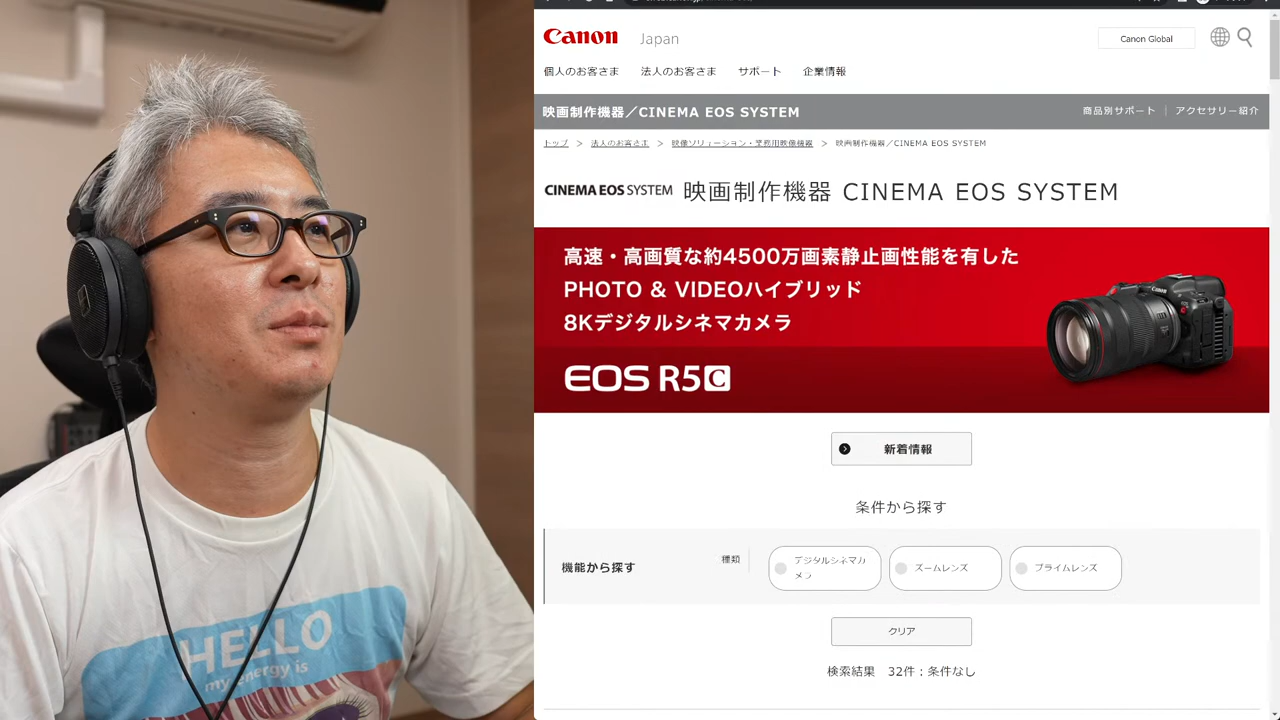 Canon Japan
Canon Global
個人のお客さま 法人のお客さま サポート 企業情報
映画制作機器／CINEMA EOS SYSTEM
商品別サポート | アクセサリー紹介
トップ > 法人のお客さま > 映像ソリューション・業務用映像機器 > 映画制作機器／CINEMA EOS SYSTEM
CINEMA EOS SYSTEM 映画制作機器 CINEMA EOS SYSTEM
高速・高画質な約4500万画素静止画性能を有した
PHOTO & VIDEOハイブリッド
8Kデジタルシネマカメラ
EOS R5 C
Canon
新着情報
条件から探す
機能から探す
種類
デジタルシネマカ
メラ
ズームレンズ
プライムレンズ
クリア
検索結果 32件：条件なし
HELLO
my energy is